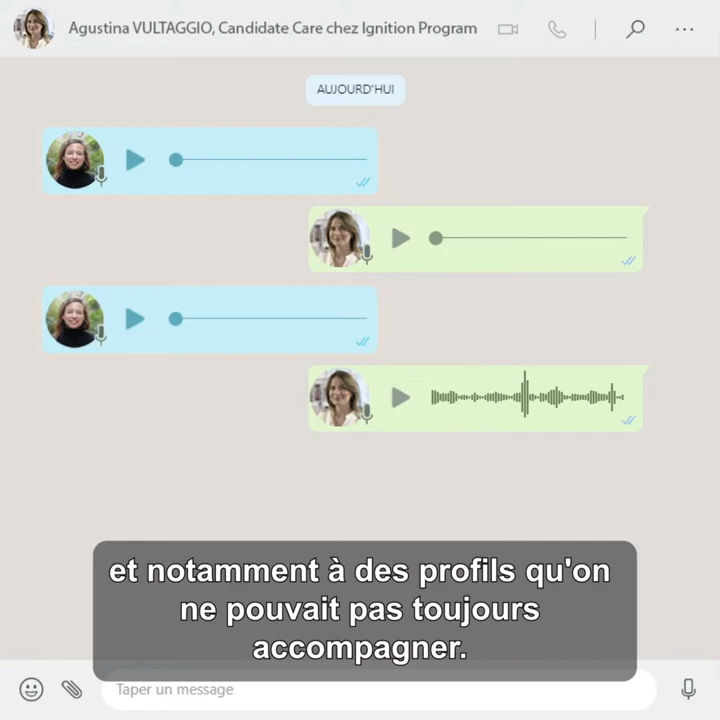 Agustina VULTAGGIO, Candidate Care chez Ignition Program
AUJOURD'HUI
et notamment à des profils qu'on
ne pouvait pas toujours
accompagner.
Taper un message